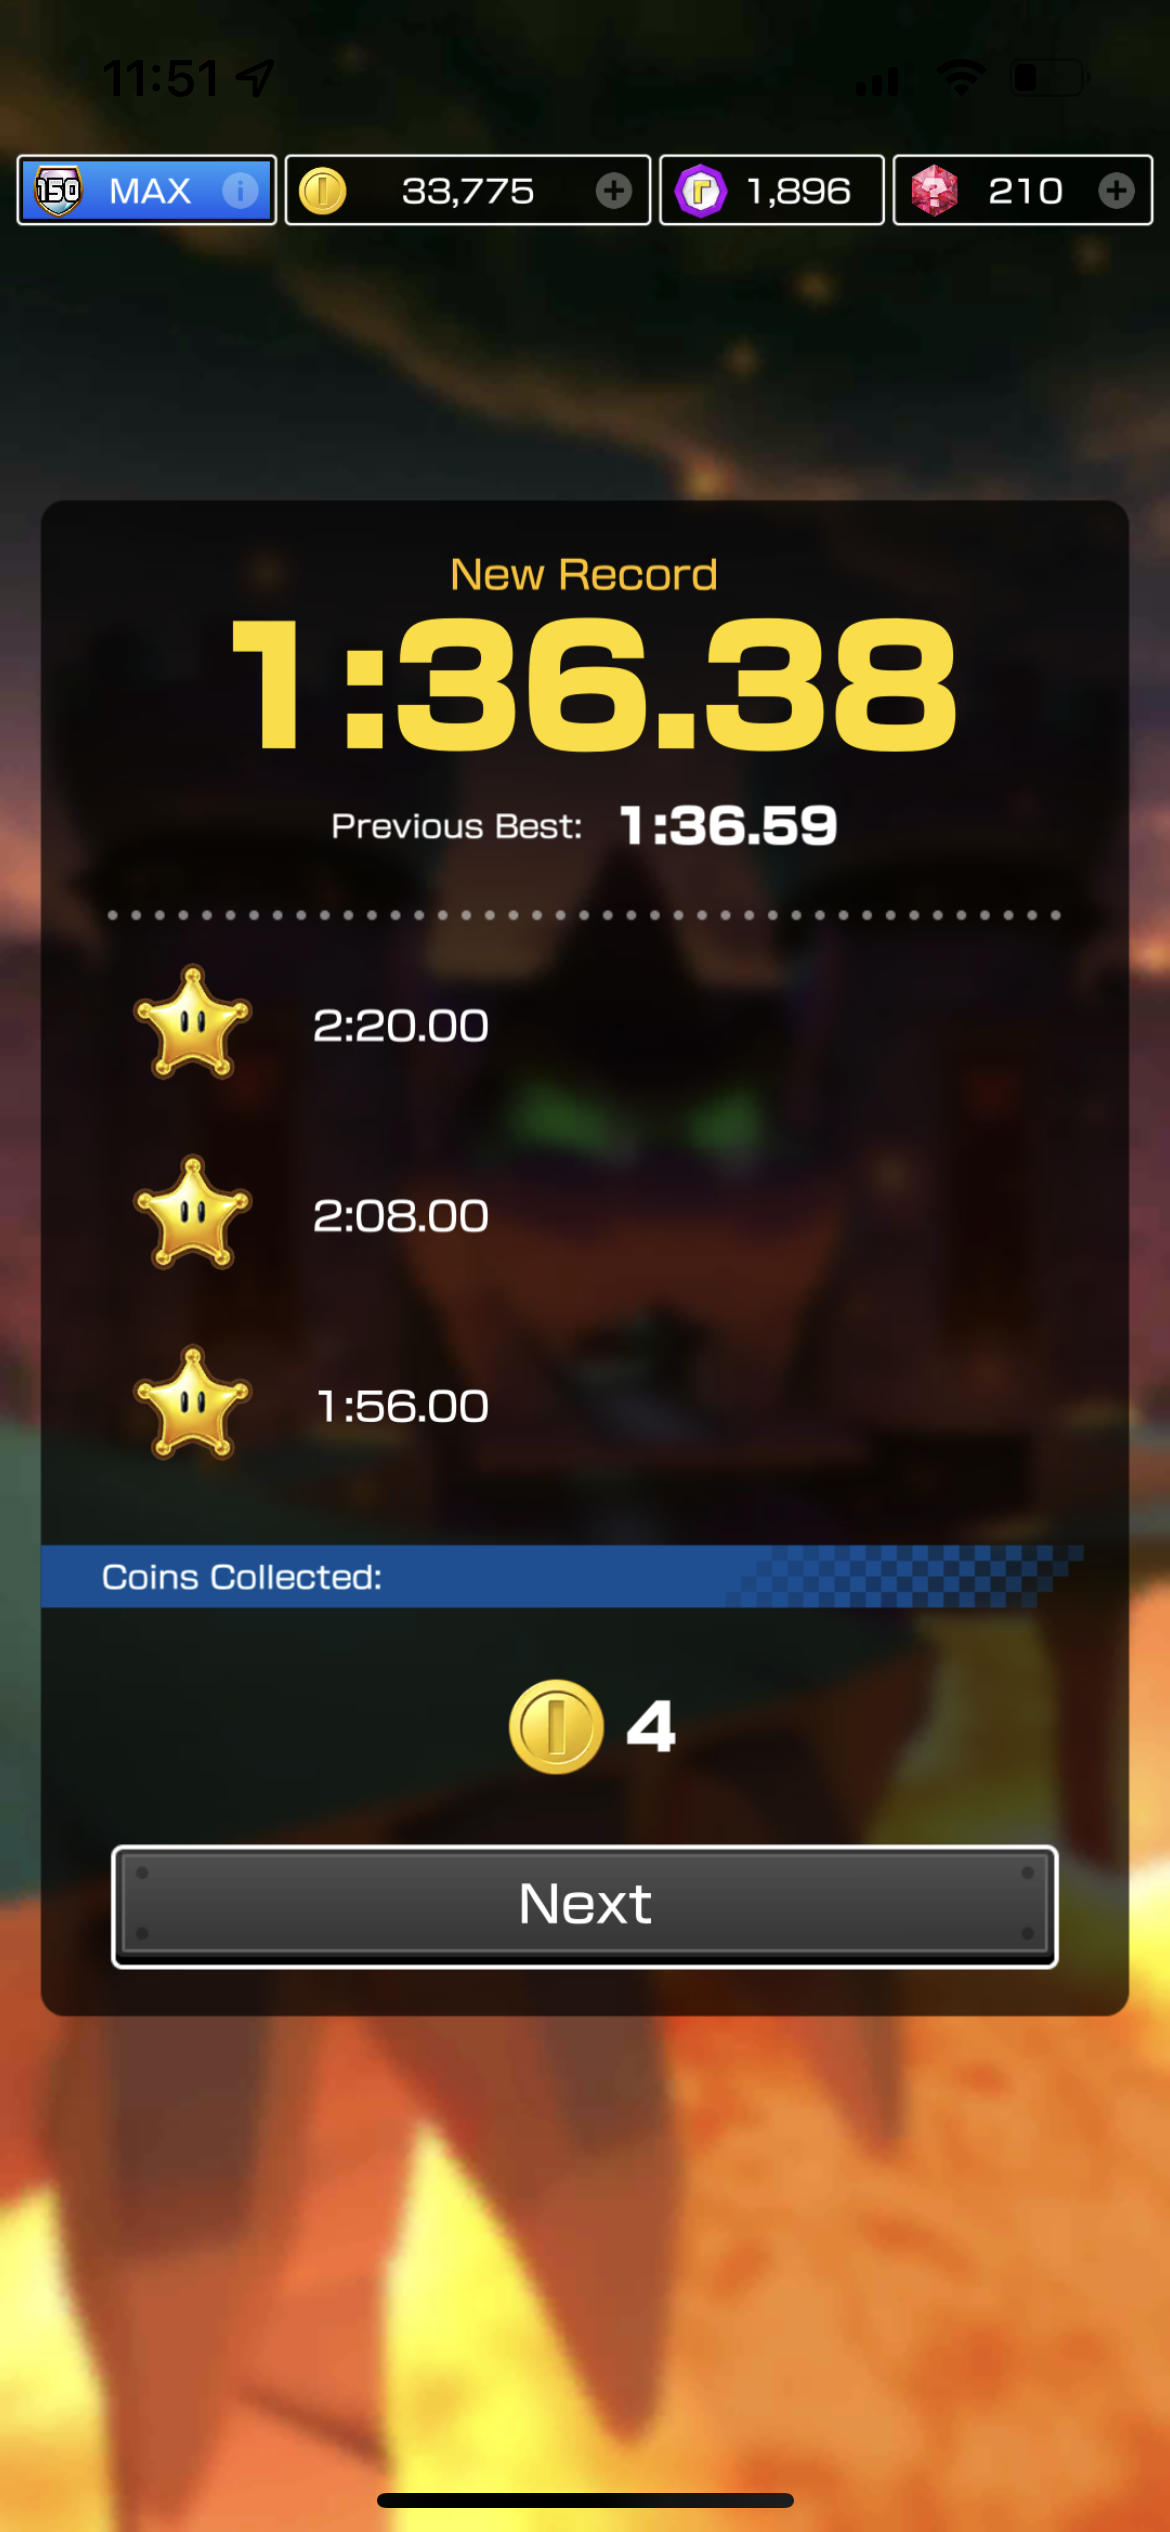 11:51
150 MAX i 33,775 + 1,896 210 +
New Record
1:36.38
Previous Best: 1:36.59
2:20.00
2:08.00
1:56.00
Coins Collected:
4
Next